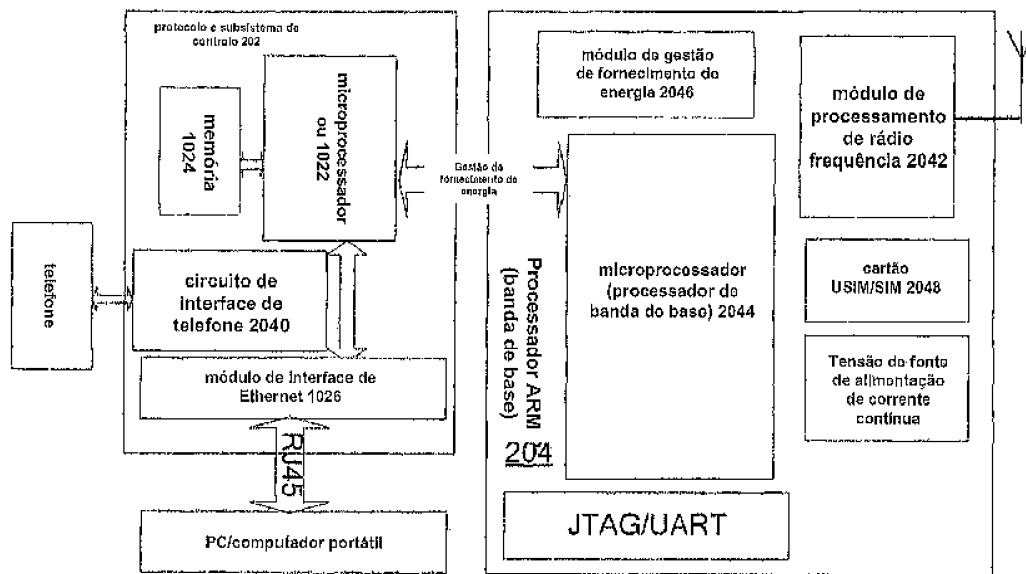 protocolo e subsistema de
controlo 202
microprocessador
ou 1022
memória
1024
telefone
circuito de
interface de
telefone 2040
módulo de interface de
Ethernet 1026
RJ45
PC/computador portátil
Gestão de
fornecimento de
energia
módulo de gestão
de fornecimento de
energia 2046
módulo de
processamento
de rádio
frequência 2042
microprocessador
(processador de
banda de base) 2044
Processador ARM
(banda de base)
204
cartão
USIM/SIM 2048
Tensão de fonte
de alimentação
de corrente
contínua
JTAG/UART